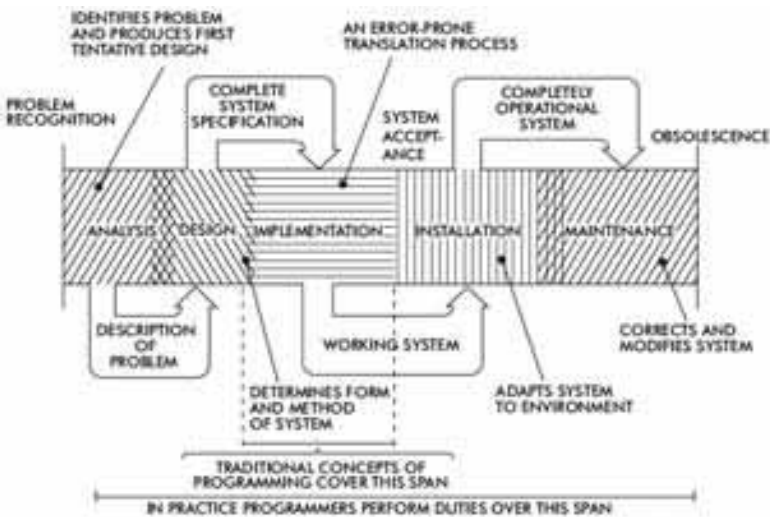 IDENTIFIES PROBLEM
AND PRODUCES FIRST
TENTATIVE DESIGN
AN ERROR-PRONE
TRANSLATION PROCESS
PROBLEM
RECOGNITION
COMPLETE
SYSTEM
SPECIFICATION
SYSTEM
ACCEPT-
ANCE
COMPLETELY
OPERATIONAL
SYSTEM
OBSOLESCENCE
ANALYSIS
DESIGN
IMPLEMENTATION
INSTALLATION
MAINTENANCE
DESCRIPTION
OF
PROBLEM
WORKING SYSTEM
CORRECTS AND
MODIFIES SYSTEM
DETERMINES FORM
AND METHOD
OF SYSTEM
ADAPTS SYSTEM
TO ENVIRONMENT
TRADITIONAL CONCEPTS OF
PROGRAMMING COVER THIS SPAN
IN PRACTICE PROGRAMMERS PERFORM DUTIES OVER THIS SPAN